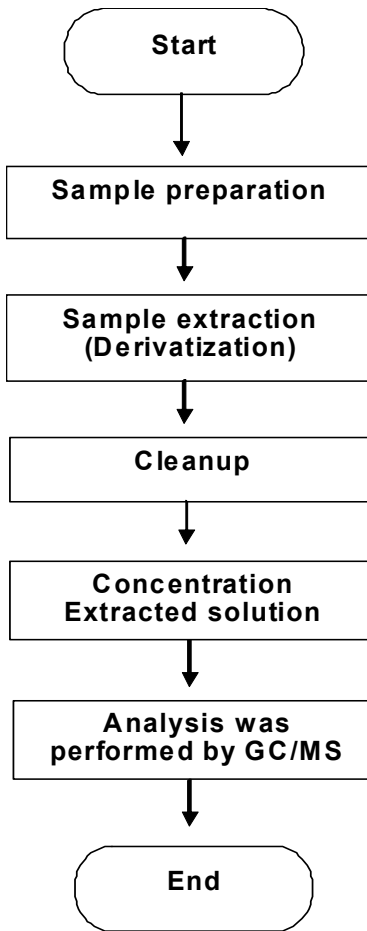 Start
Sample preparation
Sample extraction
(Derivatization)
Cleanup
Concentration
Extracted solution
Analysis was
performed by GC/MS
End